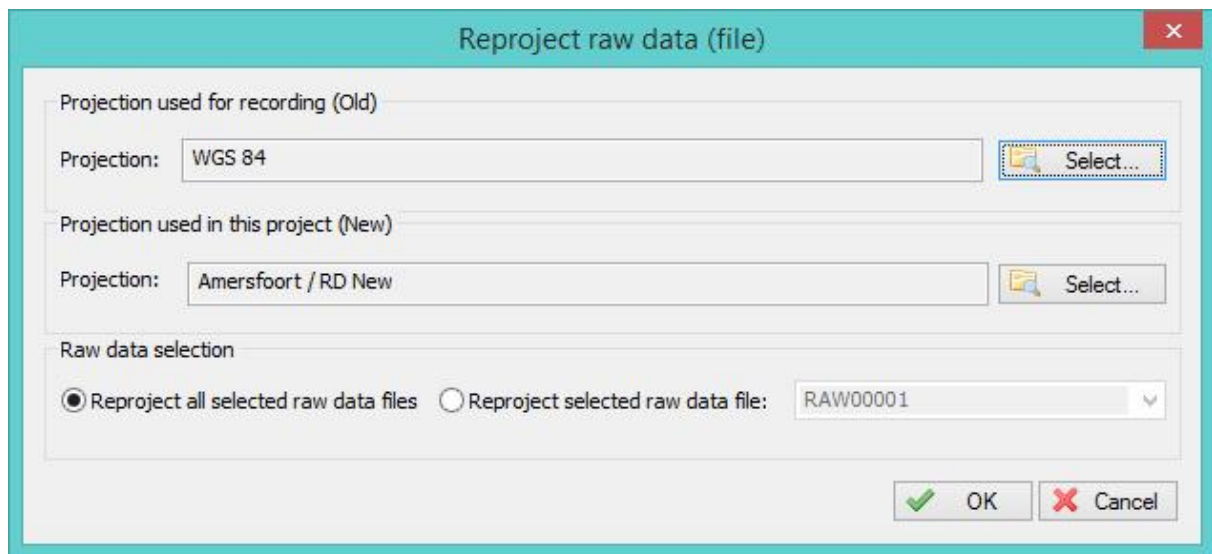 Reproject raw data (file)
Projection used for recording (Old)
Projection: WGS 84 Select...
Projection used in this project (New)
Projection: Amersfoort / RD New Select...
Raw data selection
Reproject all selected raw data files Reproject selected raw data file: RAW00001
OK Cancel